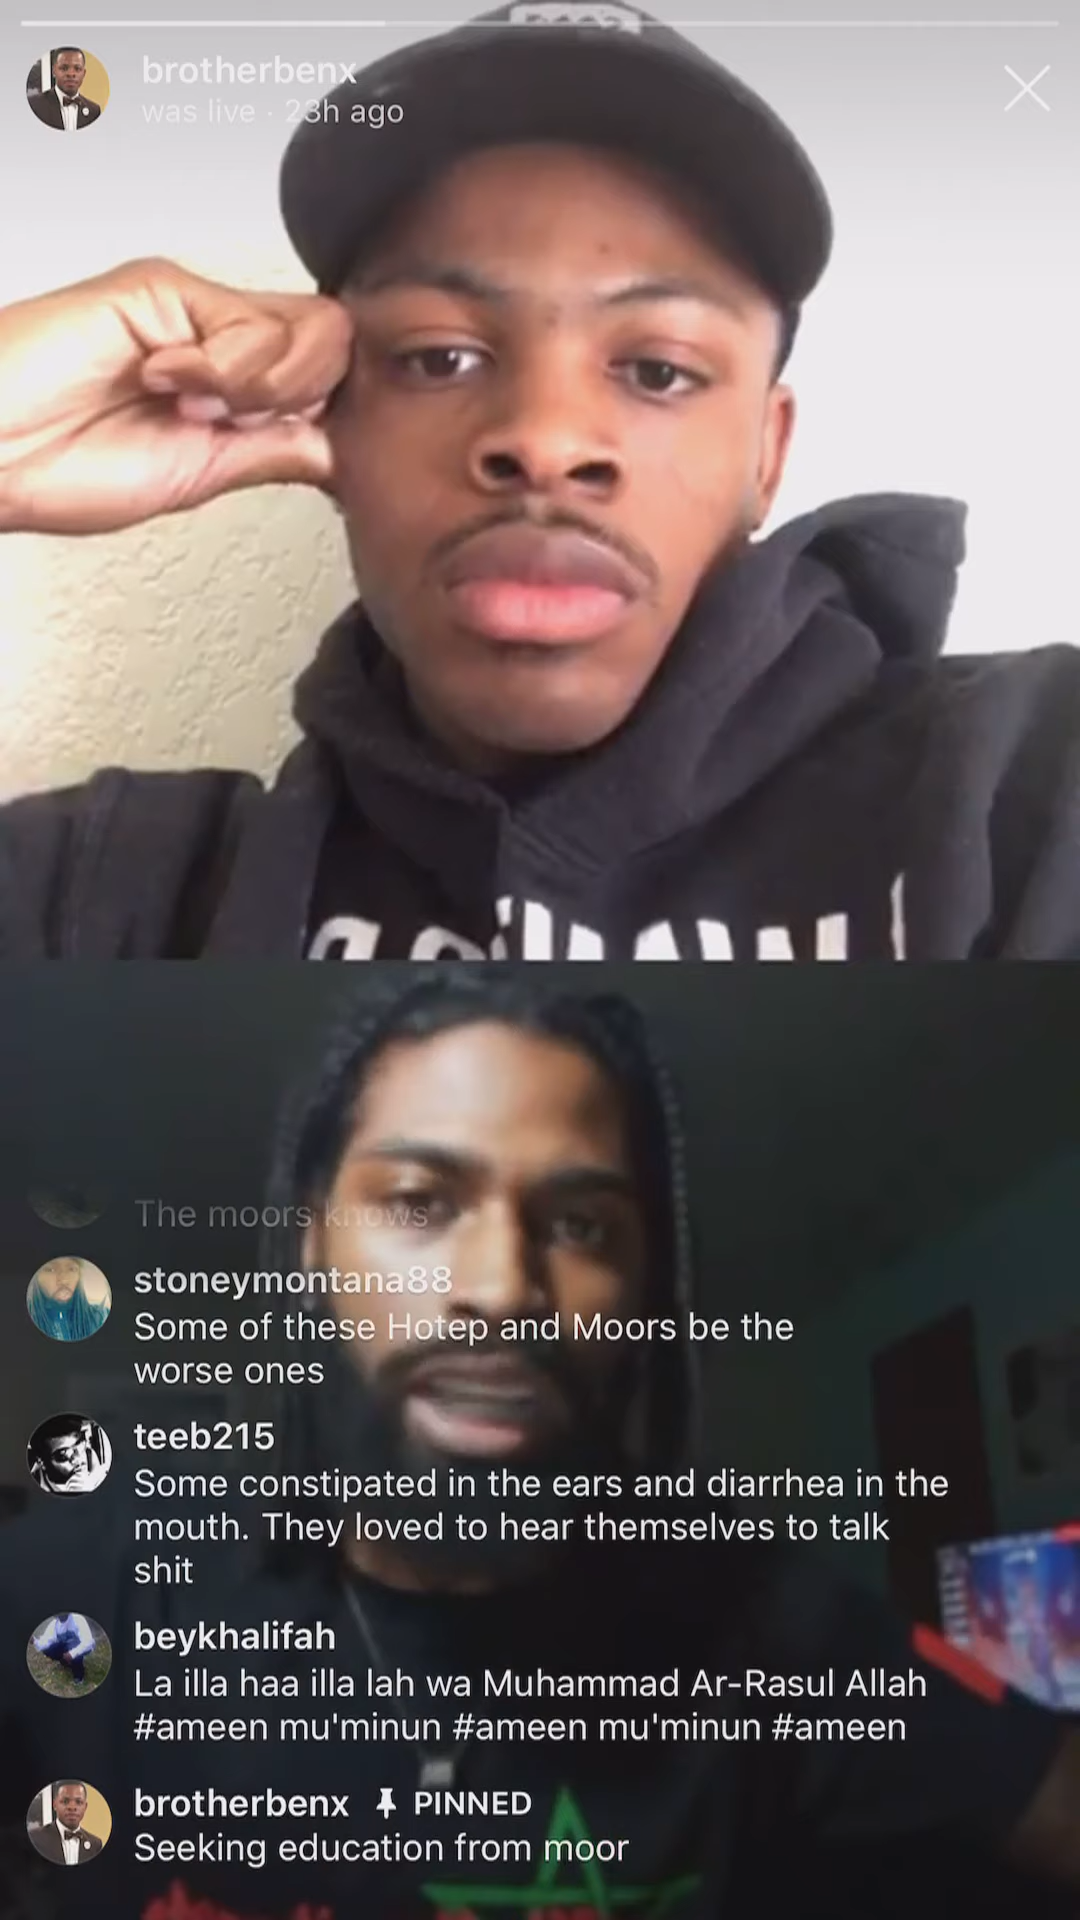 brotherbenx
was live · 23h ago
The moors knows
stoneymontana88
Some of these Hotep and Moors be the
worse ones
teeb215
Some constipated in the ears and diarrhea in the
mouth. They loved to hear themselves to talk
shit
beykhalifah
La illa haa illa lah wa Muhammad Ar-Rasul Allah
#ameen mu'minun #ameen mu'minun #ameen
brotherbenx PINNED
Seeking education from moor